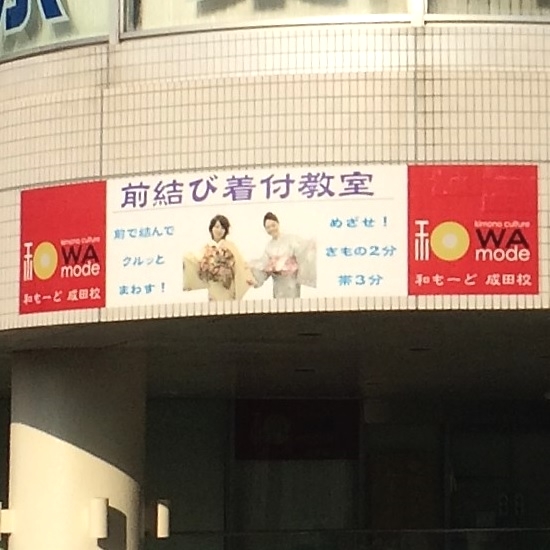 前結び着付教室
前で結んで
クルッと
まわす！
めざせ！
きもの2分
帯3分
和
kimono culture
WA
mode
和もーど 成田校
和
kimono culture
WA
mode
和もーど 成田校